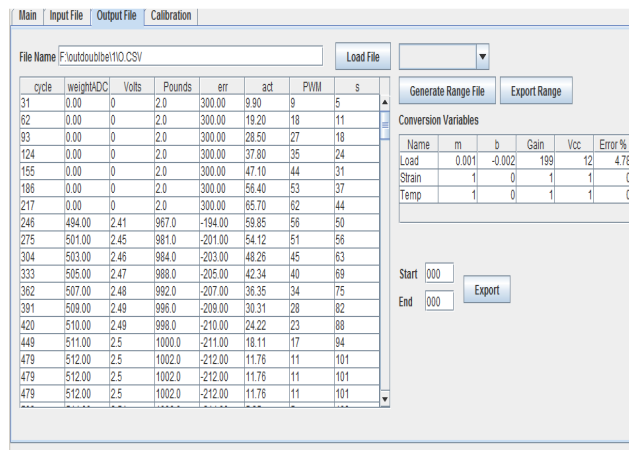 Main Input File Output File Calibration
File Name F:\outdoublbe\1\O.CSV Load File
Generate Range File Export Range
cycle weightADC Volts Pounds err act PWM s
31 0.00 0 2.0 300.00 9.90 9 5
62 0.00 0 2.0 300.00 19.20 18 11
93 0.00 0 2.0 300.00 28.50 27 18
124 0.00 0 2.0 300.00 37.80 35 24
155 0.00 0 2.0 300.00 47.10 44 31
186 0.00 0 2.0 300.00 56.40 53 37
217 0.00 0 2.0 300.00 65.70 62 44
246 494.00 2.41 967.0 -194.00 59.85 56 50
275 501.00 2.45 981.0 -201.00 54.12 51 56
304 503.00 2.46 984.0 -203.00 48.26 45 63
333 505.00 2.47 988.0 -205.00 42.34 40 69
362 507.00 2.48 992.0 -207.00 36.35 34 75
391 509.00 2.49 996.0 -209.00 30.31 28 82
420 510.00 2.49 998.0 -210.00 24.22 23 88
449 511.00 2.5 1000.0 -211.00 18.11 17 94
479 512.00 2.5 1002.0 -212.00 11.76 11 101
479 512.00 2.5 1002.0 -212.00 11.76 11 101
479 512.00 2.5 1002.0 -212.00 11.76 11 101
Conversion Variables
Name m b Gain Vcc Error %
Load 0.001 -0.002 199 12 4.78
Strain 1 0 1 1 0
Temp 1 0 1 1 0
Start 000
End 000
Export